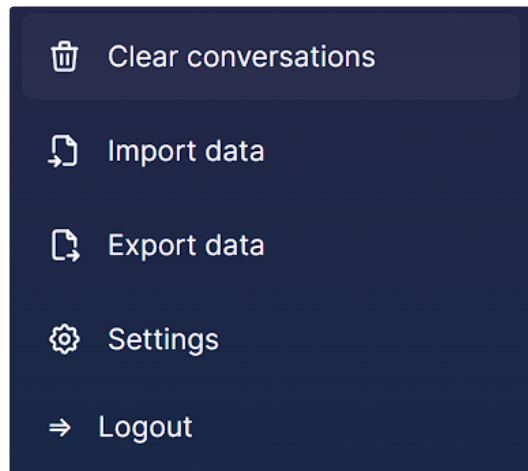 Clear conversations
Import data
Export data
Settings
Logout